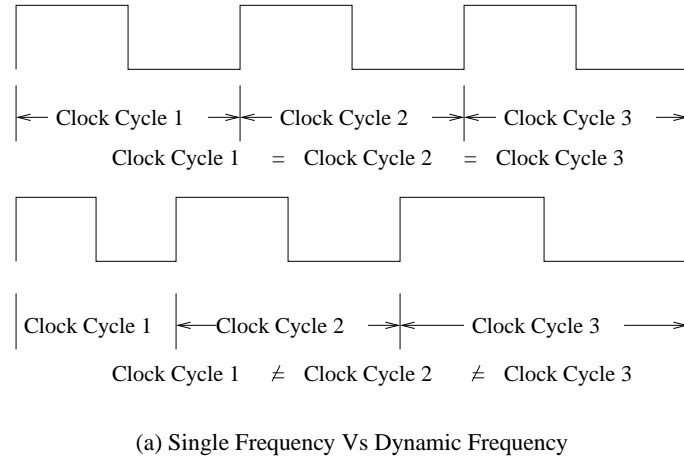 Clock Cycle 1 Clock Cycle 2 Clock Cycle 3
Clock Cycle 1 = Clock Cycle 2 = Clock Cycle 3
Clock Cycle 1 Clock Cycle 2 Clock Cycle 3
Clock Cycle 1 ≠ Clock Cycle 2 ≠ Clock Cycle 3
(a) Single Frequency Vs Dynamic Frequency